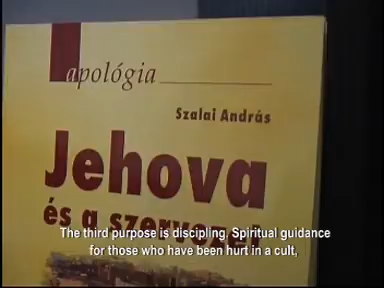 apológia
Szalai András
Jehova
és a szervezet
The third purpose is discipling. Spiritual guidance
for those who have been hurt in a cult,